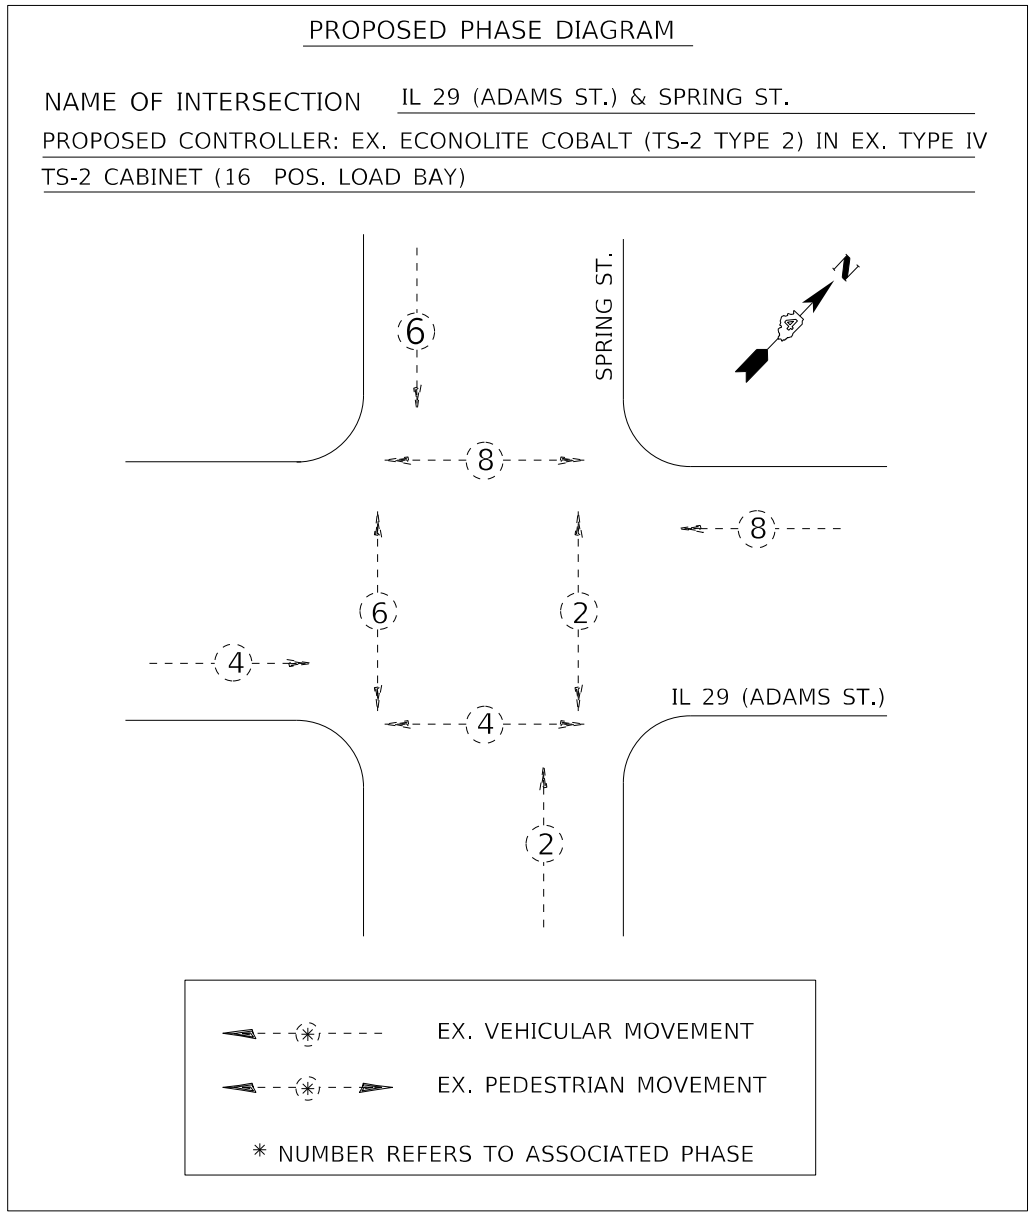 PROPOSED PHASE DIAGRAM
NAME OF INTERSECTION IL 29 (ADAMS ST.) & SPRING ST.
PROPOSED CONTROLLER: EX. ECONOLITE COBALT (TS-2 TYPE 2) IN EX. TYPE IV
TS-2 CABINET (16 POS. LOAD BAY)
SPRING ST.
N
4
6
8
8
6
2
4
IL 29 (ADAMS ST.)
4
2
* EX. VEHICULAR MOVEMENT
* EX. PEDESTRIAN MOVEMENT
* NUMBER REFERS TO ASSOCIATED PHASE